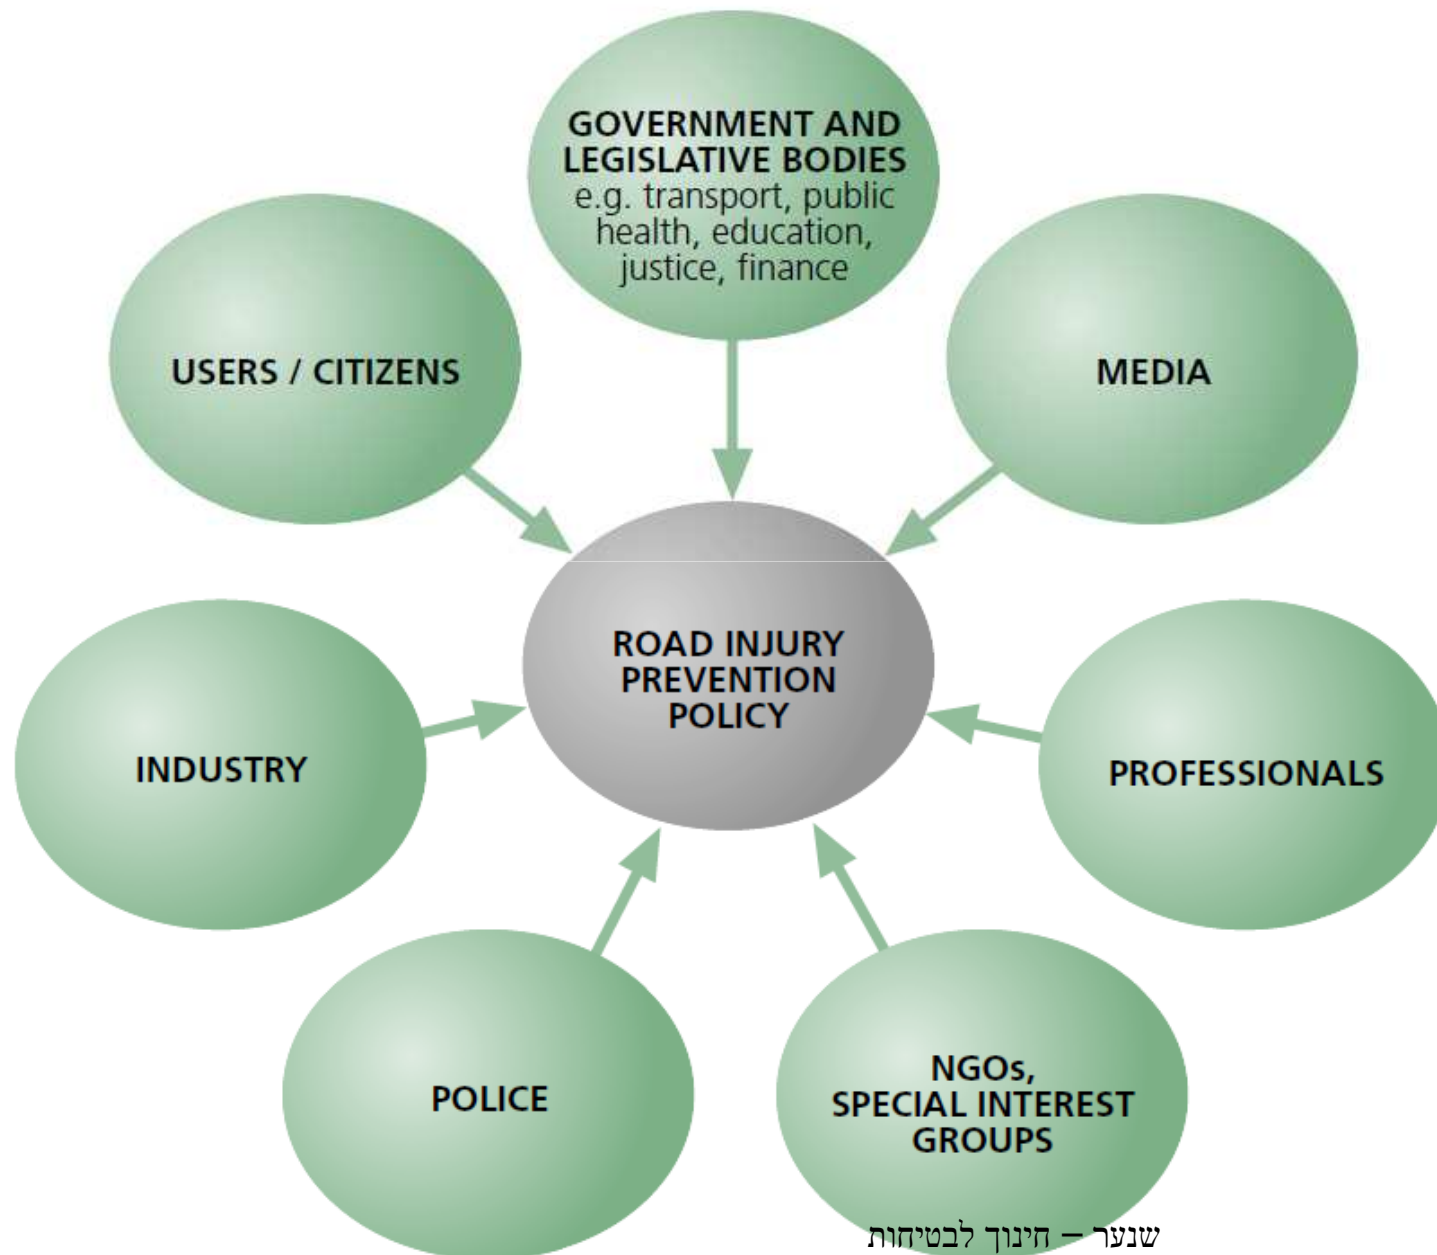 GOVERNMENT AND
LEGISLATIVE BODIES
e.g. transport, public
health, education,
justice, finance
USERS / CITIZENS
MEDIA
ROAD INJURY
PREVENTION
POLICY
INDUSTRY
PROFESSIONALS
POLICE
NGOs,
SPECIAL INTEREST
GROUPS
שנער – חינוך לבטיחות